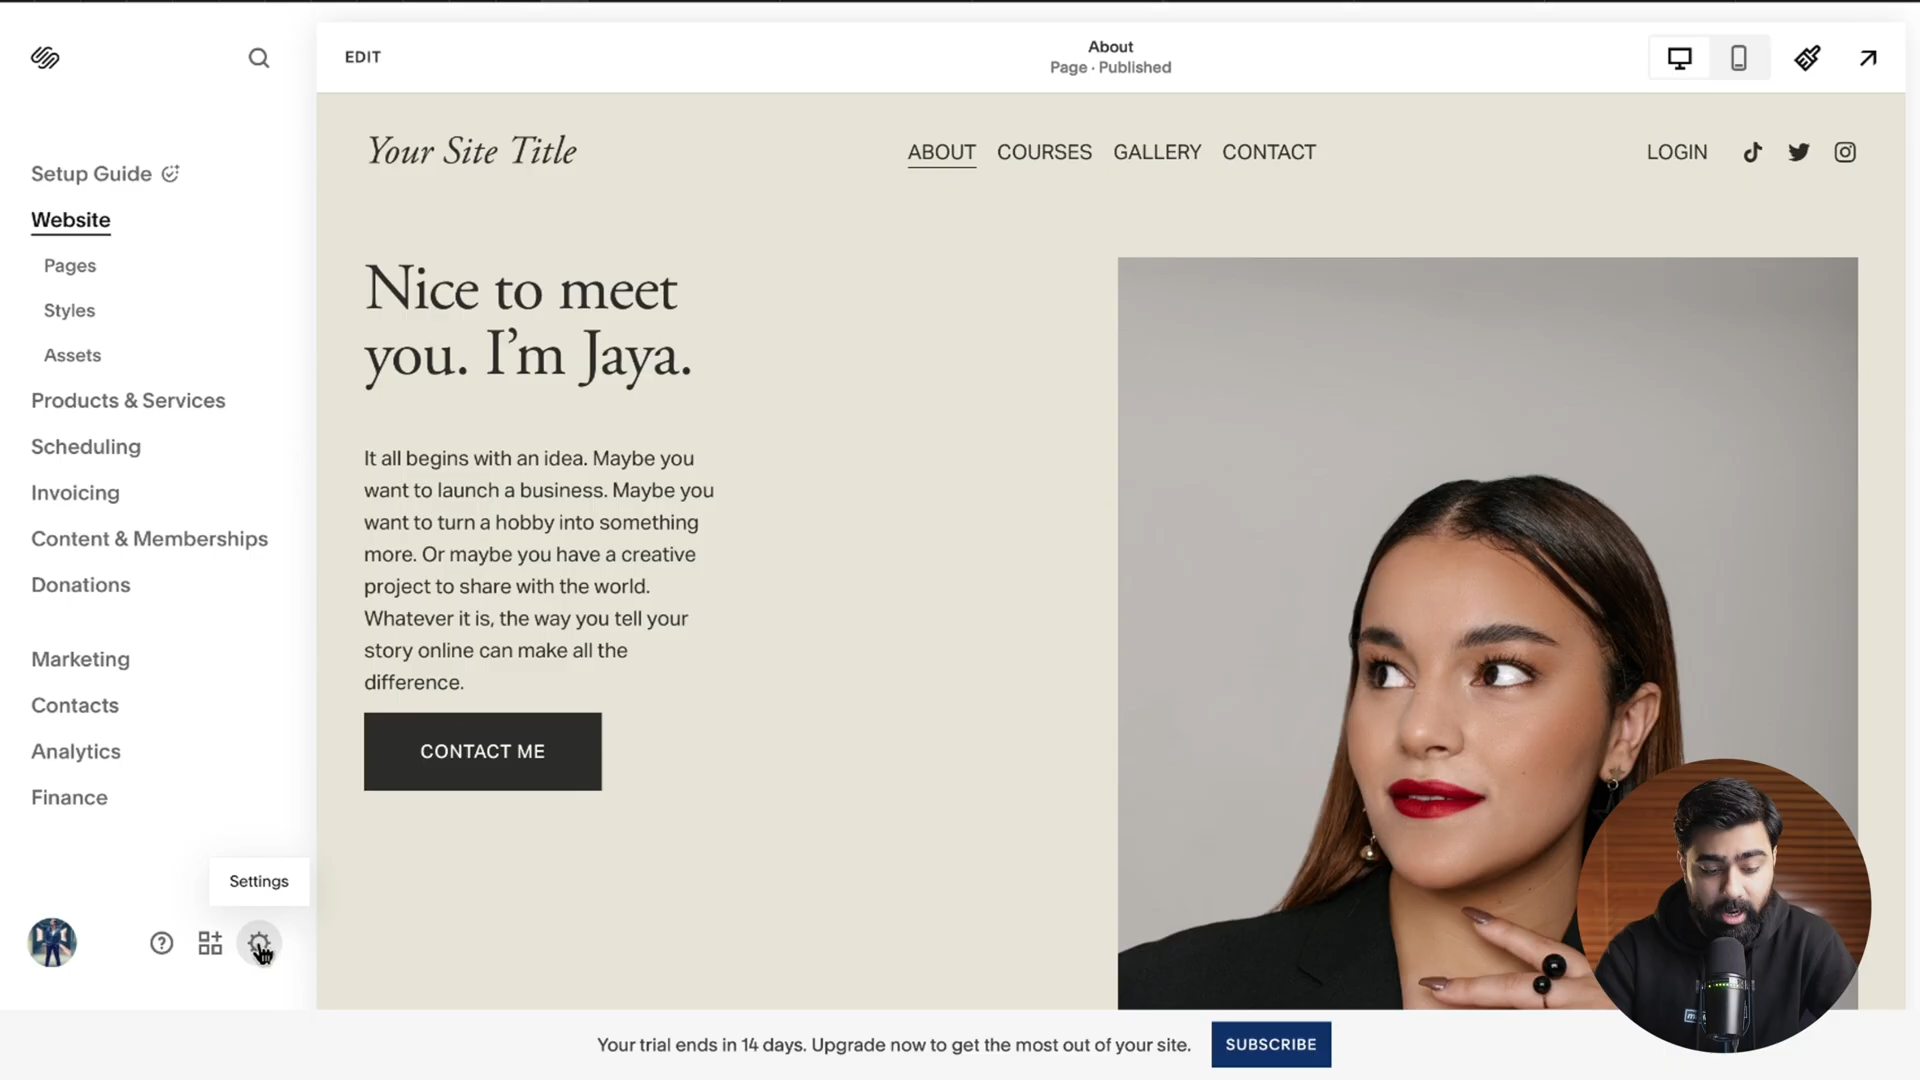 EDIT
About
Page · Published
Setup Guide
Website
Pages
Styles
Assets
Products & Services
Scheduling
Invoicing
Content & Memberships
Donations
Marketing
Contacts
Analytics
Finance
Settings
Your Site Title
ABOUT COURSES GALLERY CONTACT
LOGIN
Nice to meet
you. I’m Jaya.
It all begins with an idea. Maybe you
want to launch a business. Maybe you
want to turn a hobby into something
more. Or maybe you have a creative
project to share with the world.
Whatever it is, the way you tell your
story online can make all the
difference.
CONTACT ME
Your trial ends in 14 days. Upgrade now to get the most out of your site.
SUBSCRIBE